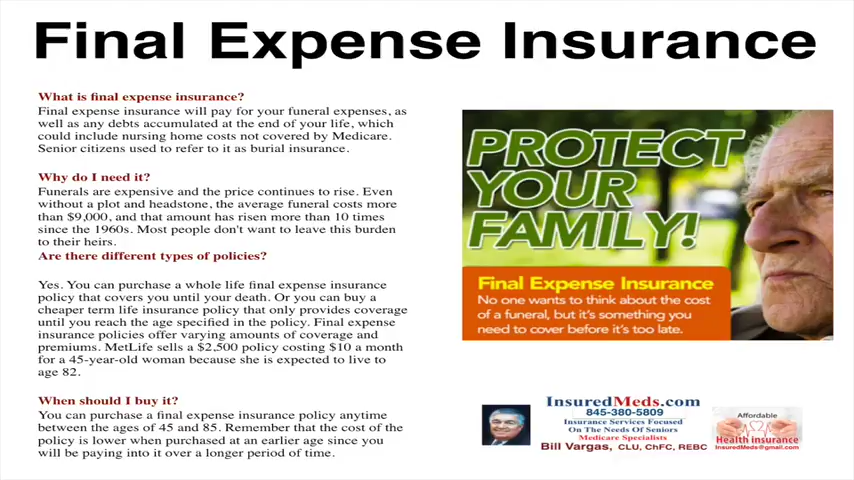 Final Expense Insurance
What is final expense insurance?
Final expense insurance will pay for your funeral expenses, as
well as any debts accumulated at the end of your life, which
could include nursing home costs not covered by Medicare.
Senior citizens used to refer to it as burial insurance.
Why do I need it?
Funerals are expensive and the price continues to rise. Even
without a plot and headstone, the average funeral costs more
than $9,000, and that amount has risen more than 10 times
since the 1960s. Most people don't want to leave this burden
to their heirs.
Are there different types of policies?
Yes. You can purchase a whole life final expense insurance
policy that covers you until your death. Or you can buy a
cheaper term life insurance policy that only provides coverage
until you reach the age specified in the policy. Final expense
insurance policies offer varying amounts of coverage and
premiums. MetLife sells a $2,500 policy costing $10 a month
for a 45-year-old woman because she is expected to live to
age 82.
When should I buy it?
You can purchase a final expense insurance policy anytime
between the ages of 45 and 85. Remember that the cost of the
policy is lower when purchased at an earlier age since you
will be paying into it over a longer period of time.
PROTECT
YOUR
FAMILY!
Final Expense Insurance
No one wants to think about the cost
of a funeral, but it's something you
need to cover before it's too late.
InsuredMeds.com
845-380-5809
Insurance Services Focused
On The Needs Of Seniors
Medicare Specialists
Bill Vargas, CLU, ChFC, REBC
Affordable
Health insurance
InsuredMeds@gmail.com